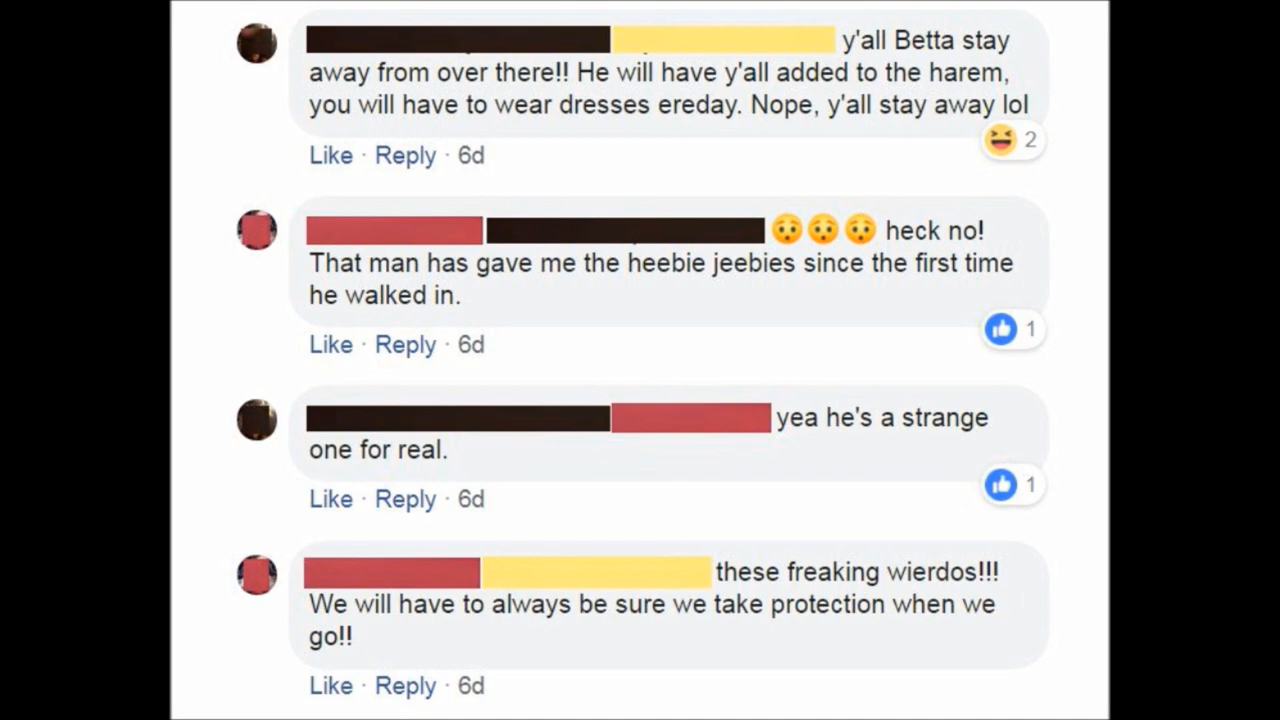 y'all Betta stay
away from over there!! He will have y'all added to the harem,
you will have to wear dresses ereday. Nope, y'all stay away lol
Like · Reply · 6d
2
😯😯😯 heck no!
That man has gave me the heebie jeebies since the first time
he walked in.
1
Like · Reply · 6d
yea he's a strange
one for real.
1
Like · Reply · 6d
these freaking wierdos!!!
We will have to always be sure we take protection when we
go!!
Like · Reply · 6d